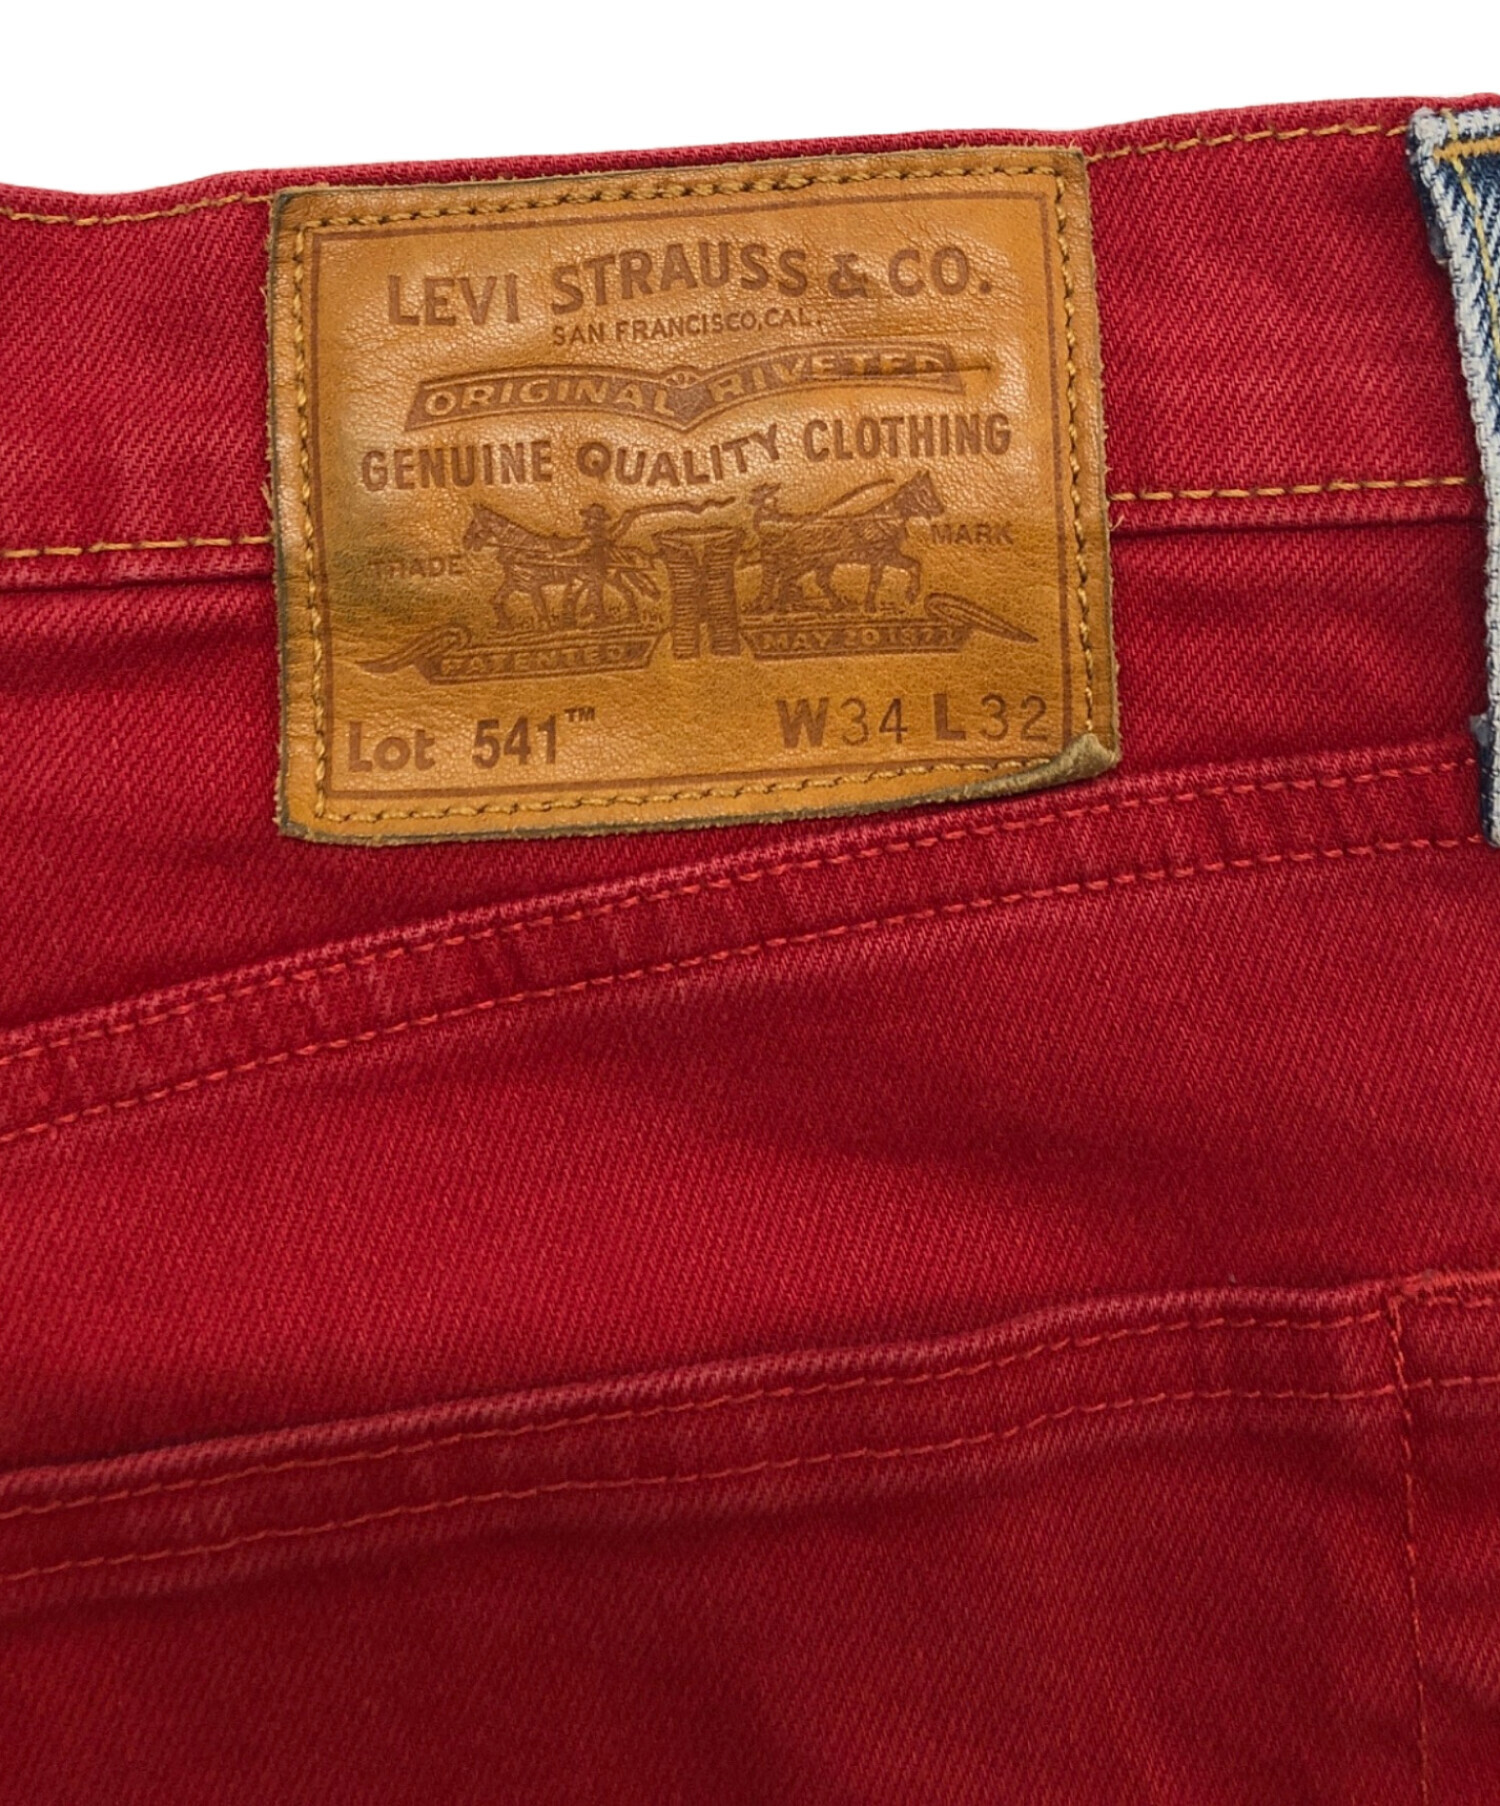 LEVI STRAUSS & CO.
SAN FRANCISCO, CAL.
ORIGINAL RIVETED
GENUINE QUALITY CLOTHING
TRADE MARK
PATENTED MAY 20 1873
Lot 541™ W34 L32